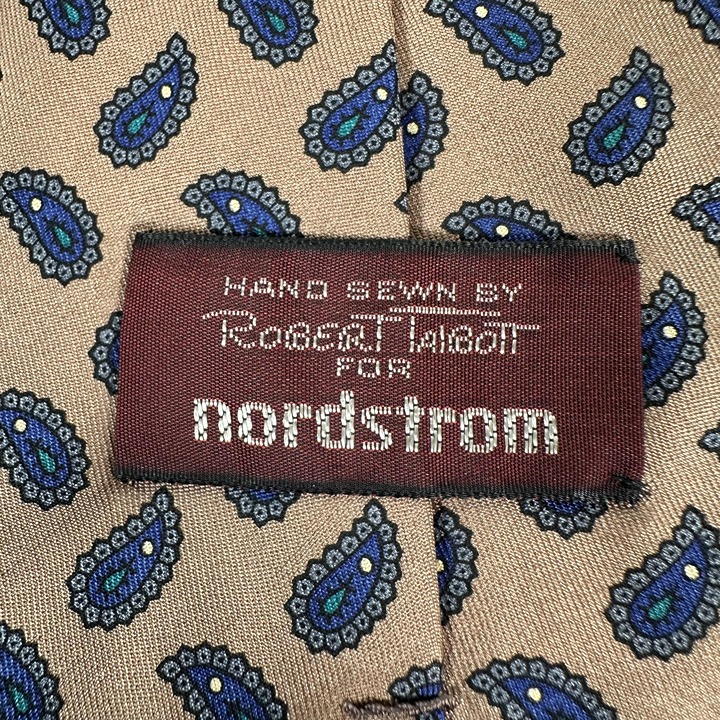 HAND SEWN BY
ROBERT TALBOTT
FOR
nordstrom